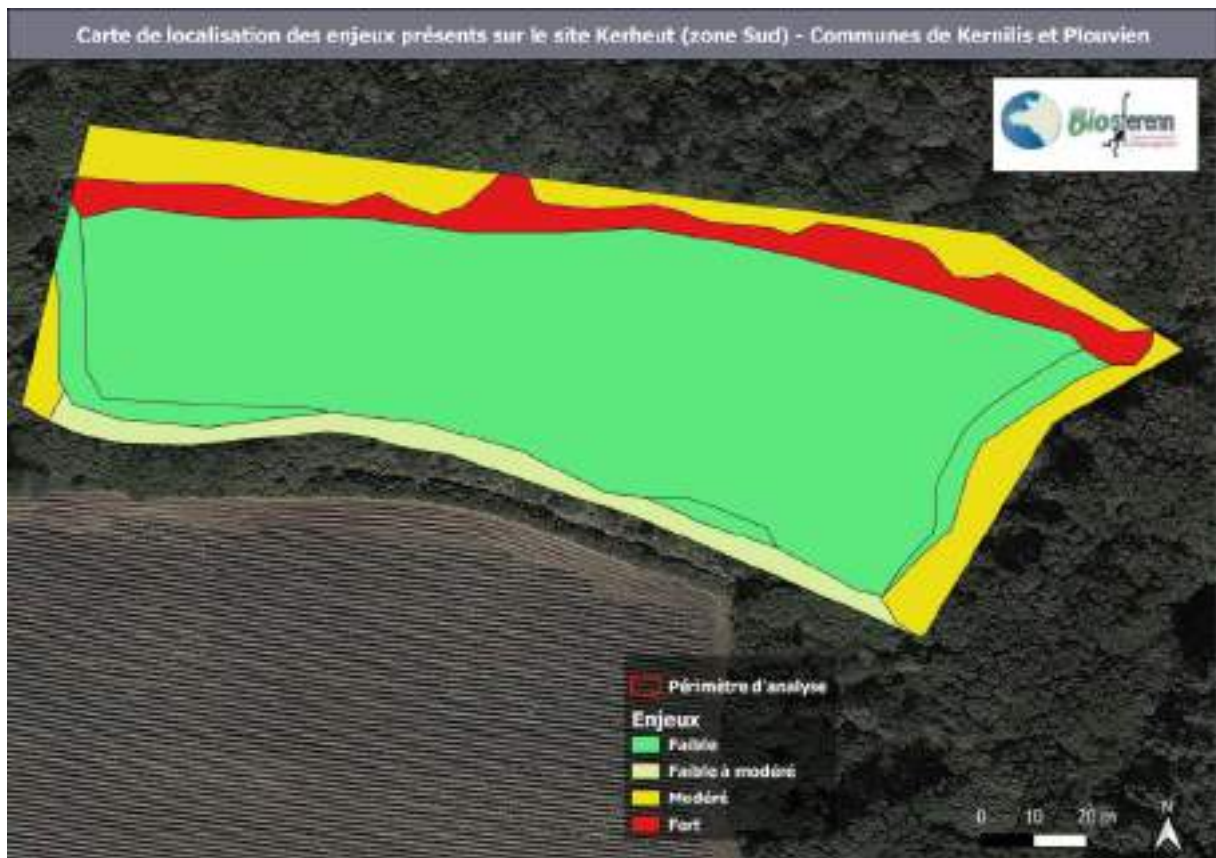 Carte de localisation des enjeux présents sur le site Kerheut (zone Sud) - Communes de Kernilis et Plouvien
Biosferenn
Périmètre d'analyse
Enjeux
Faible
Faible à modéré
Modéré
Fort
0 10 20 m
N